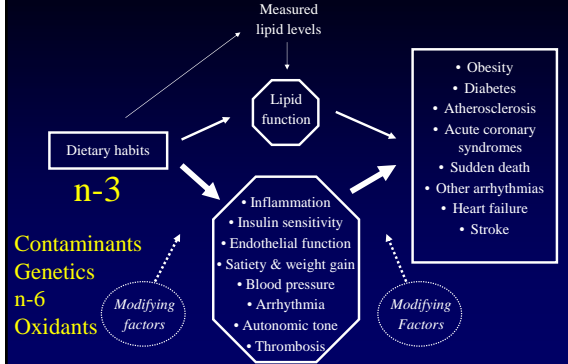 Measured
lipid levels
Lipid
function
Dietary habits
n-3
Contaminants
Genetics
n-6
Oxidants
Modifying
factors
• Inflammation
• Insulin sensitivity
• Endothelial function
• Satiety & weight gain
• Blood pressure
• Arrhythmia
• Autonomic tone
• Thrombosis
Modifying
Factors
• Obesity
• Diabetes
• Atherosclerosis
• Acute coronary
syndromes
• Sudden death
• Other arrhythmias
• Heart failure
• Stroke